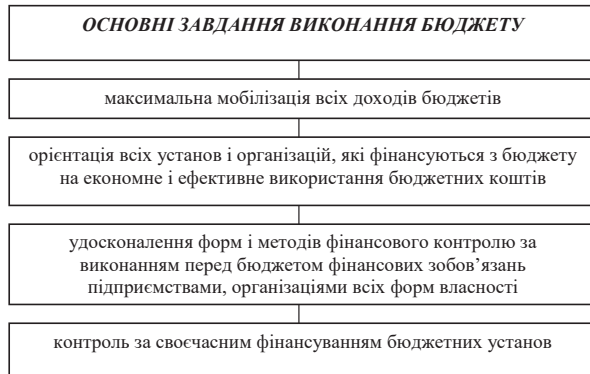 ОСНОВНІ ЗАВДАННЯ ВИКОНАННЯ БЮДЖЕТУ
максимальна мобілізація всіх доходів бюджетів
орієнтація всіх установ і організацій, які фінансуються з бюджету
на економне і ефективне використання бюджетних коштів
удосконалення форм і методів фінансового контролю за
виконанням перед бюджетом фінансових зобов’язань
підприємствами, організаціями всіх форм власності
контроль за своєчасним фінансуванням бюджетних установ